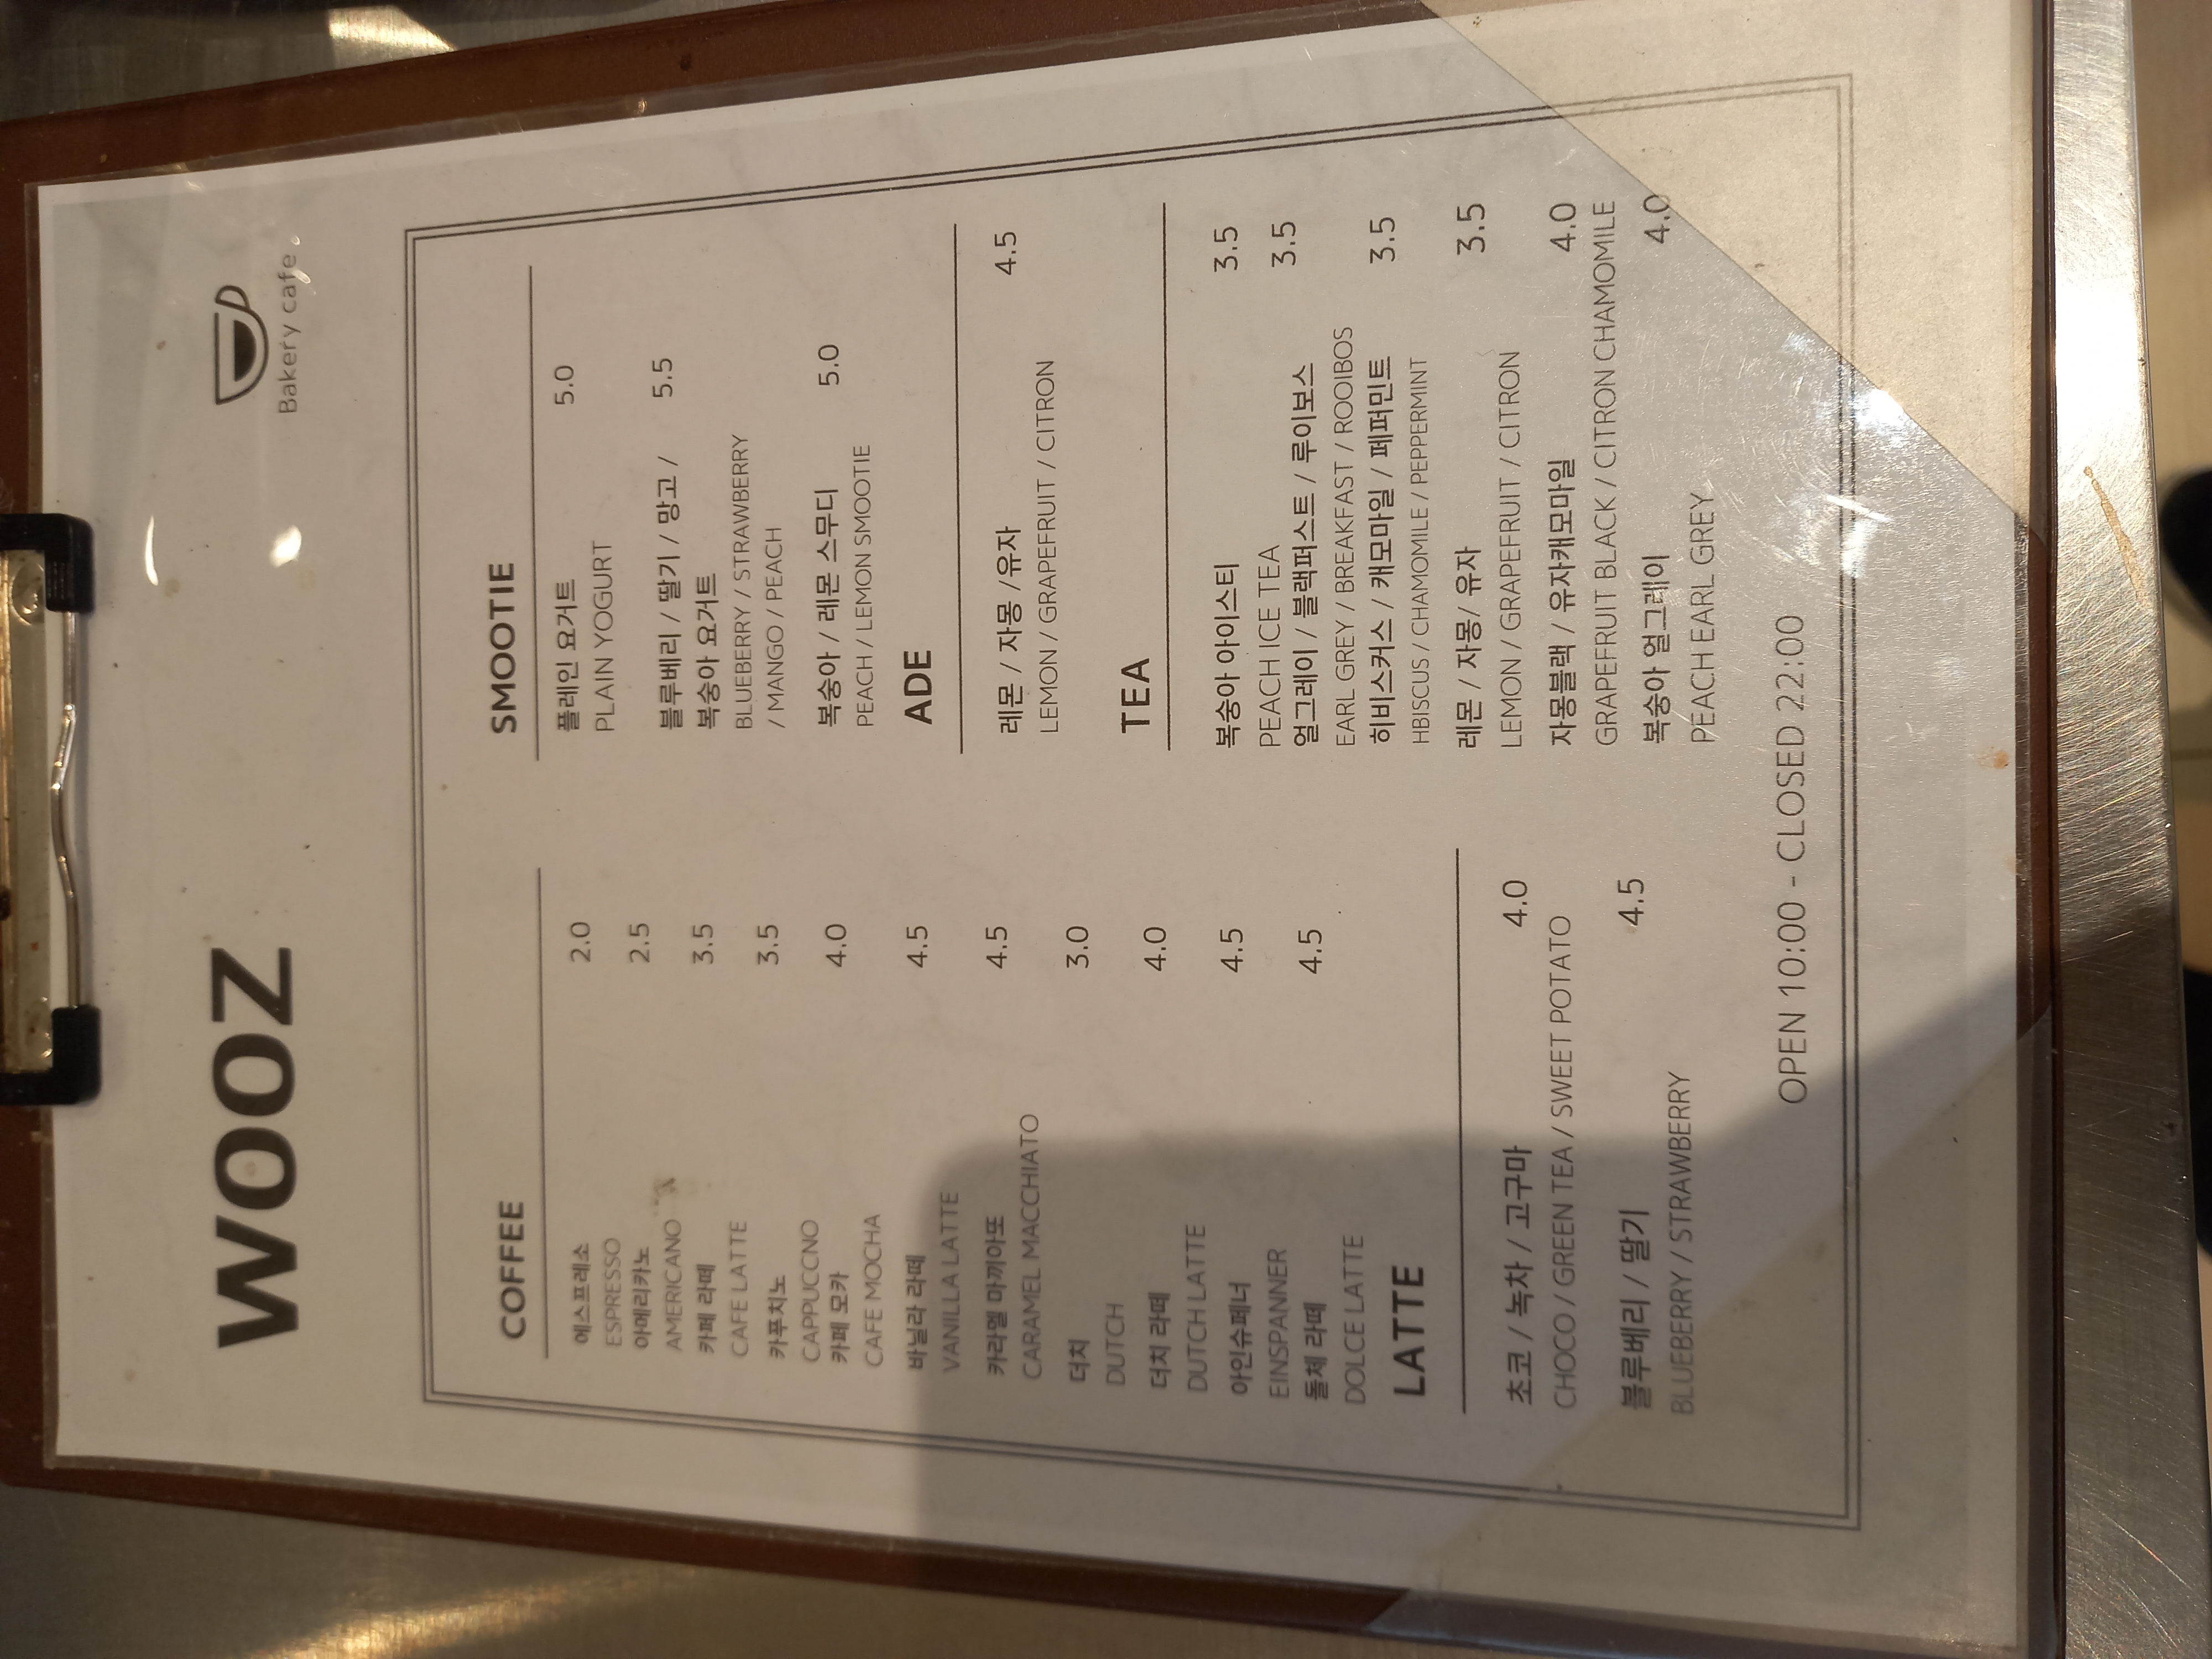 WOOZ
Bakery cafe.
COFFEE
에스프레소 2.0
ESPRESSO
아메리카노 2.5
AMERICANO
카페 라떼 3.5
CAFE LATTE
카푸치노 3.5
CAPPUCCNO
카페 모카 4.0
CAFE MOCHA
바닐라 라떼 4.5
VANILLA LATTE
카라멜 마끼아또 4.5
CARAMEL MACCHIATO
더치 3.0
DUTCH
더치 라떼 4.0
DUTCH LATTE
아인슈페너 4.5
EINSPANNER
돌체 라떼 4.5
DOLCE LATTE
LATTE
초코 / 녹차 / 고구마 4.0
CHOCO / GREEN TEA / SWEET POTATO
블루베리 / 딸기 4.5
BLUEBERRY / STRAWBERRY
SMOOTIE
플레인 요거트 5.0
PLAIN YOGURT
블루베리 / 딸기 / 망고 / 5.5
복숭아 요거트
BLUEBERRY / STRAWBERRY
/ MANGO / PEACH
복숭아 / 레몬 스무디 5.0
PEACH / LEMON SMOOTIE
ADE
레몬 / 자몽 /유자 4.5
LEMON / GRAPEFRUIT / CITRON
TEA
복숭아 아이스티 3.5
PEACH ICE TEA
얼그레이 / 블랙퍼스트 / 루이보스 3.5
EARL GREY / BREAKFAST / ROOIBOS
히비스커스 / 캐모마일 / 페퍼민트 3.5
HBISCUS / CHAMOMILE / PEPPERMINT
레몬 / 자몽/ 유자 3.5
LEMON / GRAPEFRUIT / CITRON
자몽블랙 / 유자캐모마일 4.0
GRAPEFRUIT BLACK / CITRON CHAMOMILE
복숭아 얼그레이 4.0
PEACH EARL GREY
OPEN 10:00 - CLOSED 22:00